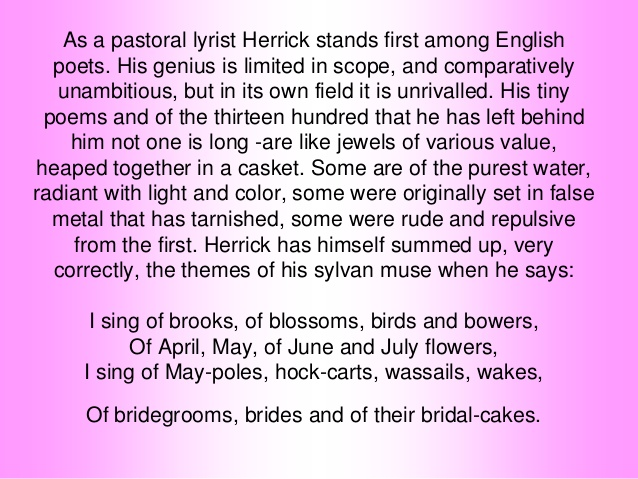 As a pastoral lyrist Herrick stands first among English
poets. His genius is limited in scope, and comparatively
unambitious, but in its own field it is unrivalled. His tiny
poems and of the thirteen hundred that he has left behind
him not one is long -are like jewels of various value,
heaped together in a casket. Some are of the purest water,
radiant with light and color, some were originally set in false
metal that has tarnished, some were rude and repulsive
from the first. Herrick has himself summed up, very
correctly, the themes of his sylvan muse when he says:
I sing of brooks, of blossoms, birds and bowers,
Of April, May, of June and July flowers,
I sing of May-poles, hock-carts, wassails, wakes,
Of bridegrooms, brides and of their bridal-cakes.